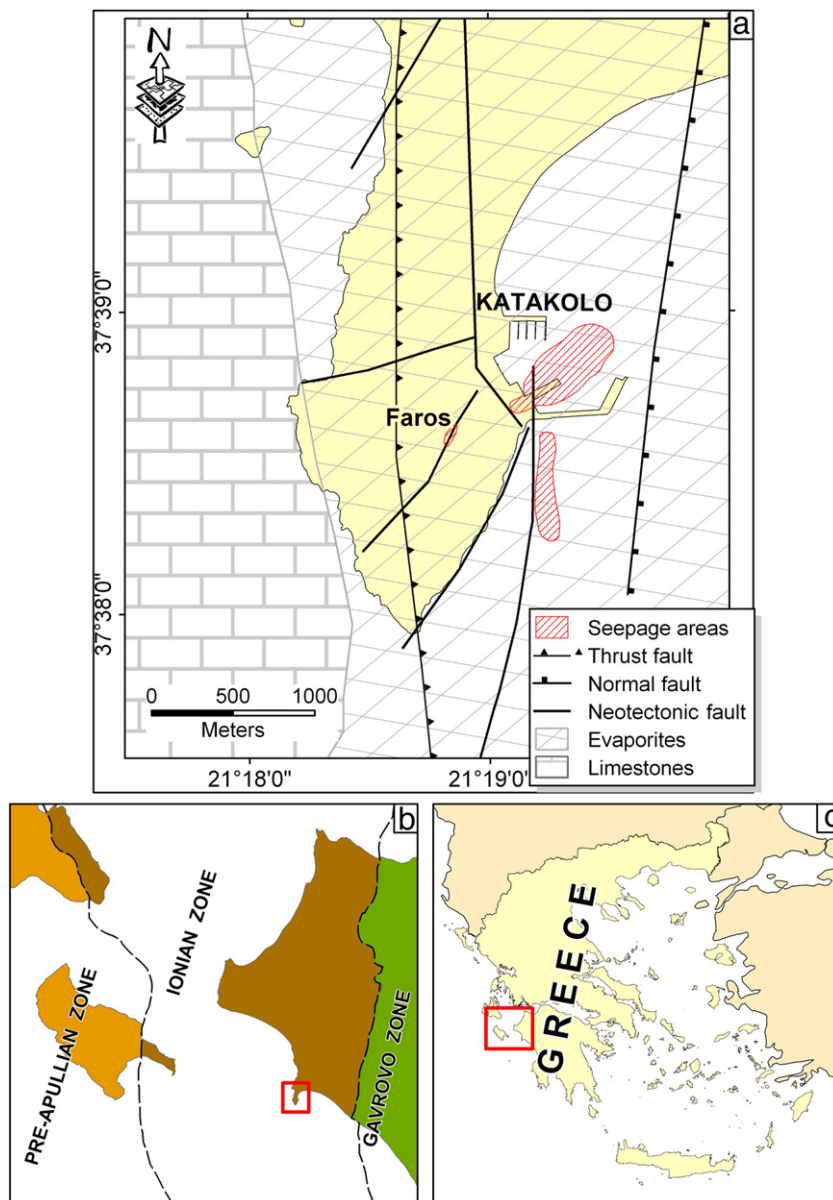 a
N
KATAKOLO
Faros
37°39'0"
37°38'0"
0 500 1000
Meters
21°18'0"
21°19'0"
Seepage areas
Thrust fault
Normal fault
Neotectonic fault
Evaporites
Limestones
b
PRE-APULLIAN ZONE
IONIAN ZONE
GAVROVO ZONE
GREECE